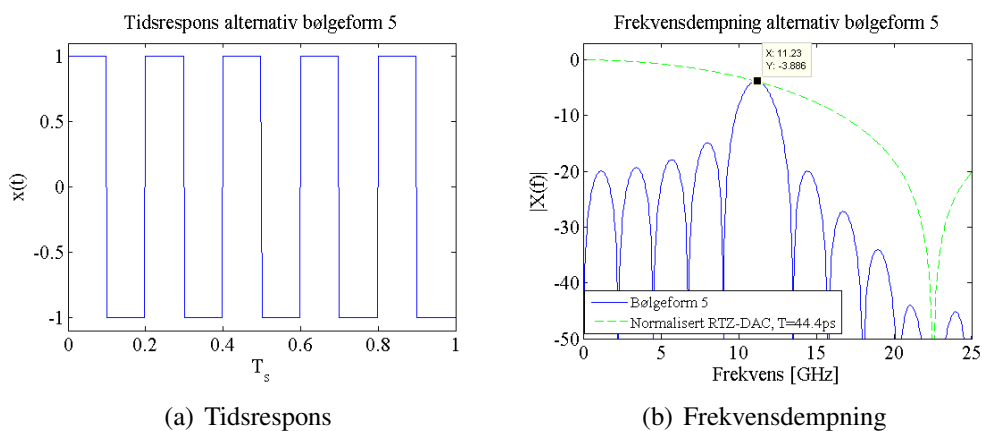 Tidsrespons alternativ bølgeform 5
1
0.5
0
-0.5
-1
x(t)
0 0.2 0.4 0.6 0.8 1
T_s
(a) Tidsrespons
Frekvensdempning alternativ bølgeform 5
X: 11.23
Y: -3.886
0
-10
-20
-30
-40
-50
|X(f)|
Bølgeform 5
Normalisert RTZ-DAC, T=44.4ps
0 5 10 15 20 25
Frekvens [GHz]
(b) Frekvensdempning